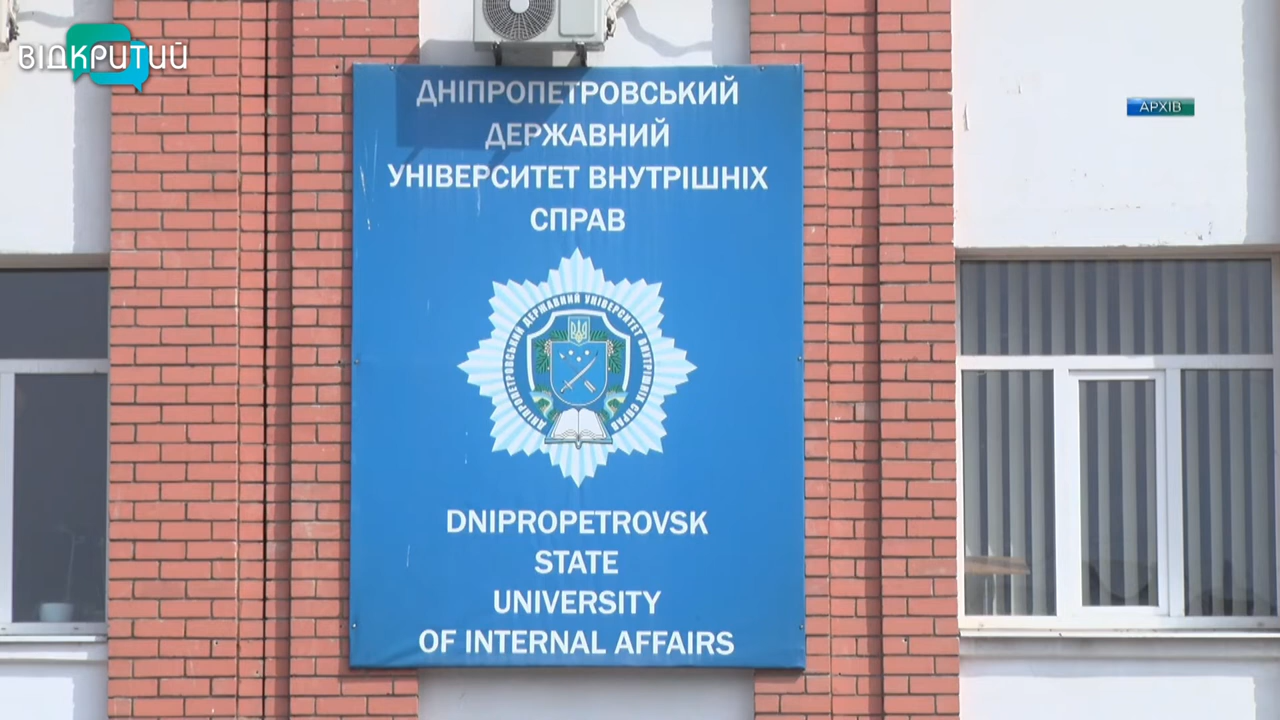 ВІДКРИТИЙ
АРХІВ
ДНІПРОПЕТРОВСЬКИЙ
ДЕРЖАВНИЙ
УНІВЕРСИТЕТ ВНУТРІШНІХ
СПРАВ
ДНІПРОПЕТРОВСЬКИЙ ДЕРЖАВНИЙ УНІВЕРСИТЕТ ВНУТРІШНІХ СПРАВ
DNIPROPETROVSK
STATE
UNIVERSITY
OF INTERNAL AFFAIRS